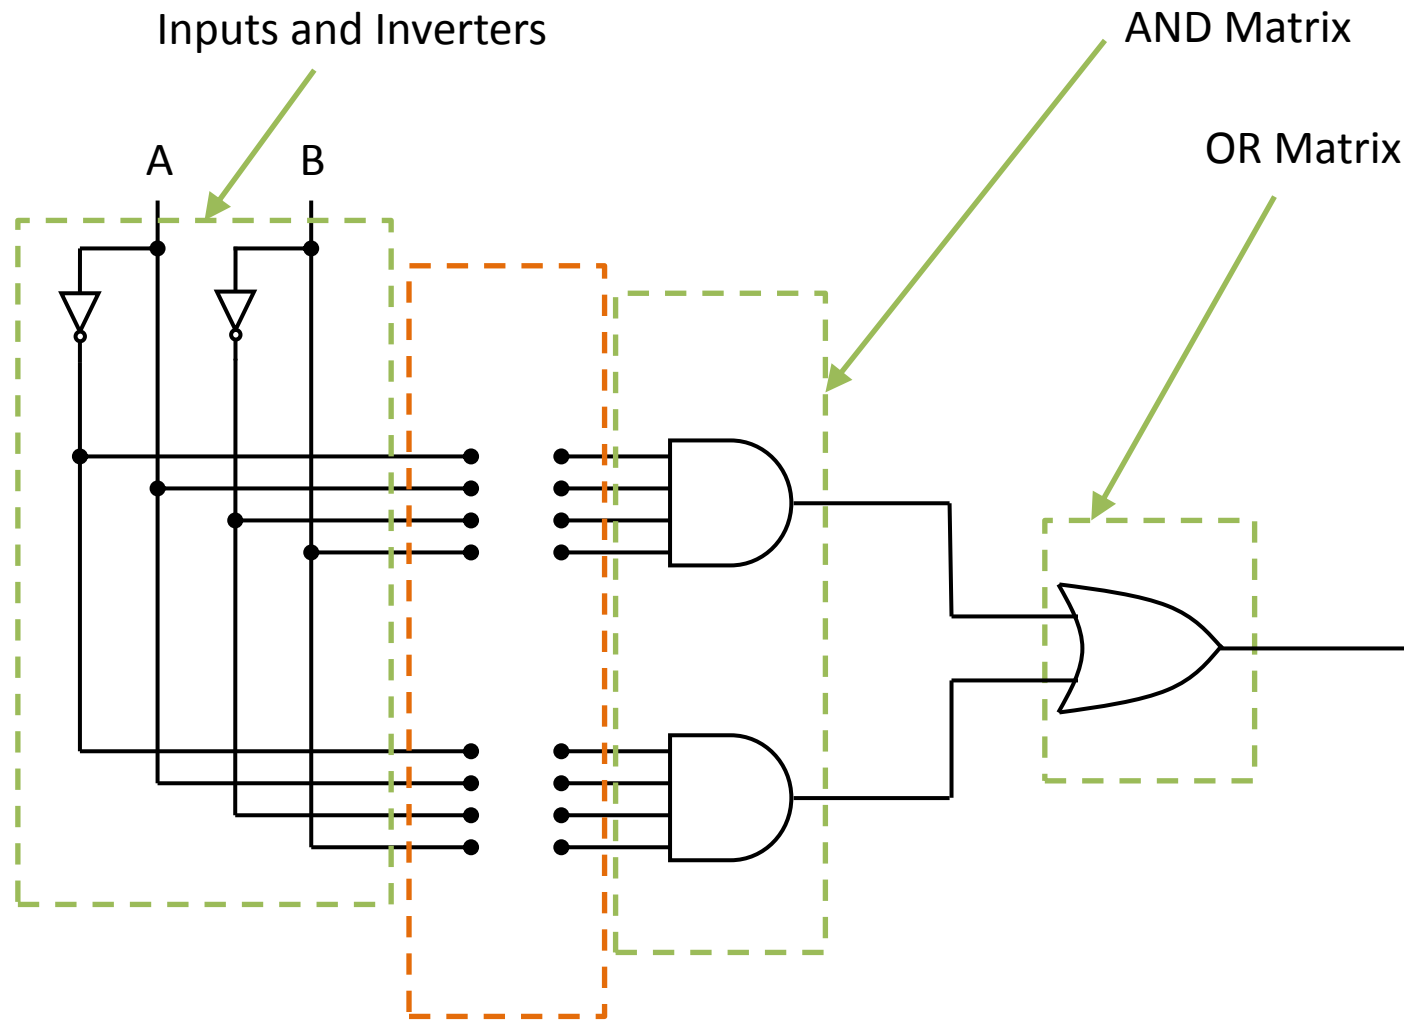 Inputs and Inverters
AND Matrix
OR Matrix
A
B